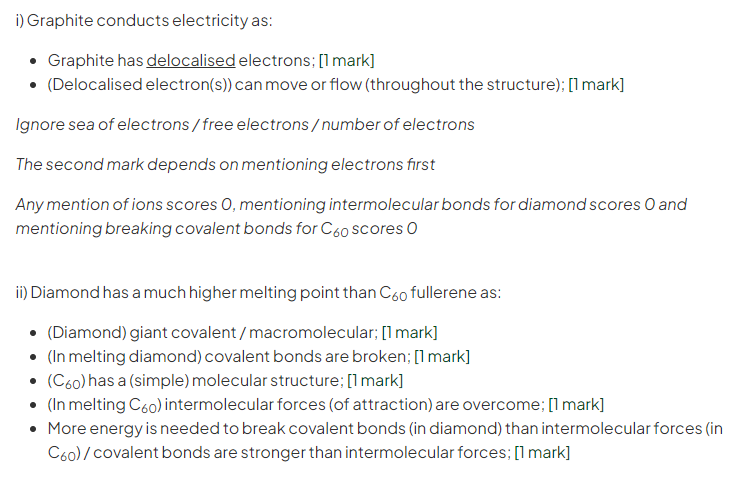 i) Graphite conducts electricity as:
• Graphite has delocalised electrons; [1 mark]
• (Delocalised electron(s)) can move or flow (throughout the structure); [1 mark]
Ignore sea of electrons / free electrons / number of electrons
The second mark depends on mentioning electrons first
Any mention of ions scores 0, mentioning intermolecular bonds for diamond scores 0 and
mentioning breaking covalent bonds for C₆₀ scores 0
ii) Diamond has a much higher melting point than C₆₀ fullerene as:
• (Diamond) giant covalent / macromolecular; [1 mark]
• (In melting diamond) covalent bonds are broken; [1 mark]
• (C₆₀) has a (simple) molecular structure; [1 mark]
• (In melting C₆₀) intermolecular forces (of attraction) are overcome; [1 mark]
• More energy is needed to break covalent bonds (in diamond) than intermolecular forces (in
C₆₀) / covalent bonds are stronger than intermolecular forces; [1 mark]